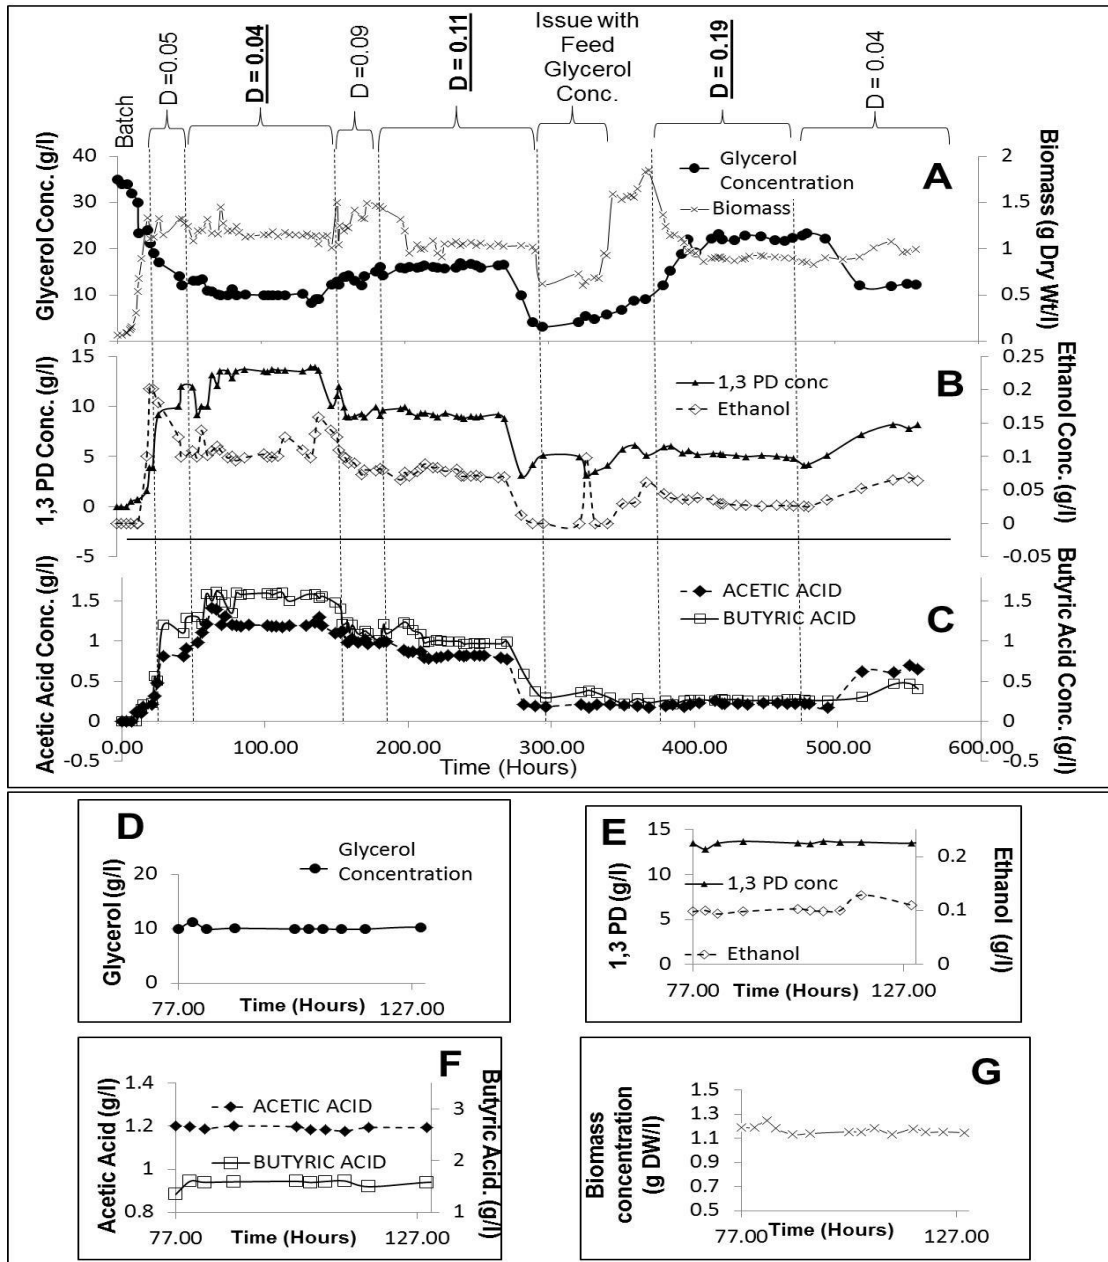 Batch
D = 0.05
D = 0.04
D = 0.09
D = 0.11
Issue with
Feed
Glycerol
Conc.
D = 0.19
D = 0.04
Glycerol Conc. (g/l)
40
30
20
10
0
Glycerol
Concentration
Biomass
A
2
1.5
1
0.5
0
Biomass (g Dry Wt/l)
1,3 PD Conc. (g/l)
15
10
5
0
-5
1,3 PD conc
Ethanol
B
0.25
0.2
0.15
0.1
0.05
0
-0.05
Ethanol Conc. (g/l)
Acetic Acid Conc. (g/l)
1.5
1
0.5
0
-0.5
ACETIC ACID
BUTYRIC ACID
C
1.5
1
0.5
0
-0.5
Butyric Acid Conc. (g/l)
0.00
100.00
200.00
300.00
400.00
500.00
600.00
Time (Hours)
D
Glycerol
Concentration
Glycerol (g/l)
20
10
0
77.00
127.00
Time (Hours)
E
1,3 PD (g/l)
15
10
5
0
1,3 PD conc
Ethanol
0.2
0.1
0
Ethanol (g/l)
77.00
127.00
Time (Hours)
F
Acetic Acid (g/l)
1.4
1.2
1
0.8
ACETIC ACID
BUTYRIC ACID
3
2
1
Butyric Acid. (g/l)
77.00
127.00
Time (Hours)
G
Biomass
concentration
(g DW/l)
1.5
1.3
1.1
0.9
0.7
0.5
77.00
127.00
Time (Hours)